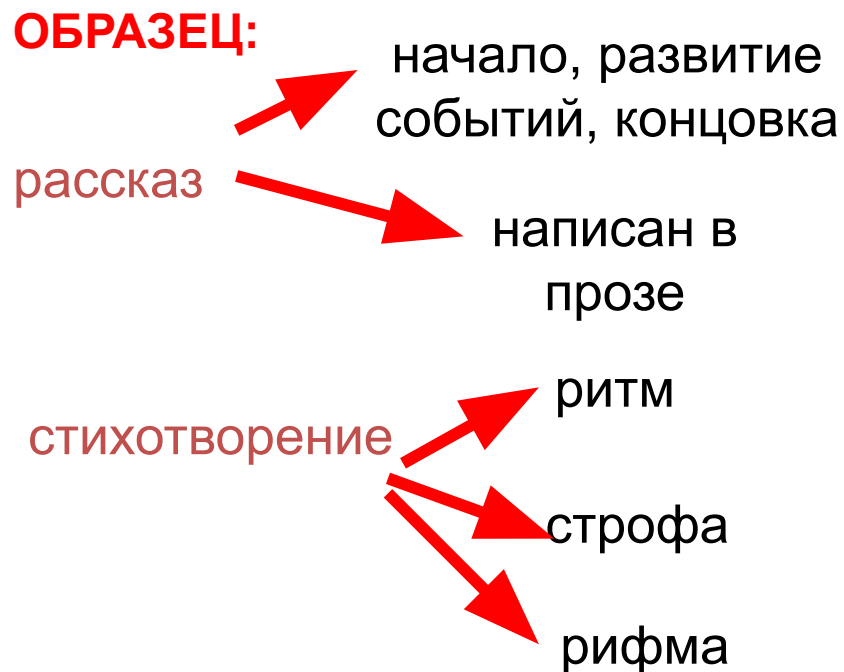 ОБРАЗЕЦ:
начало, развитие
событий, концовка
рассказ
написан в
прозе
ритм
стихотворение
строфа
рифма